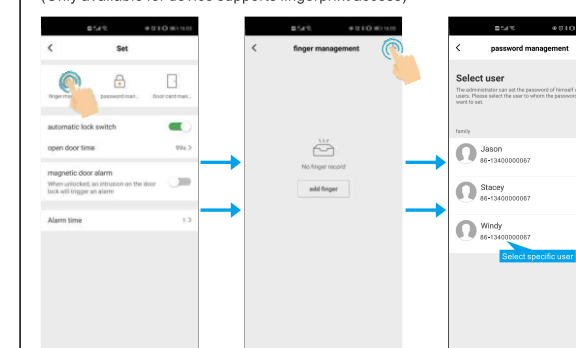 (Only available for device supports fingerprint access)
Set
finger man...
password man...
door card man...
automatic lock switch
open door time
99s >
magnetic door alarm
When unlocked, an intrusion on the door
lock will trigger an alarm
Alarm time
1 >
finger management
No finger record
add finger
password management
Select user
The administrator can set the password of himself
users. Please select the user to whom the password
want to set.
family
Jason
86-13400000067
Stacey
86-13400000067
Windy
86-13400000067
Select specific user